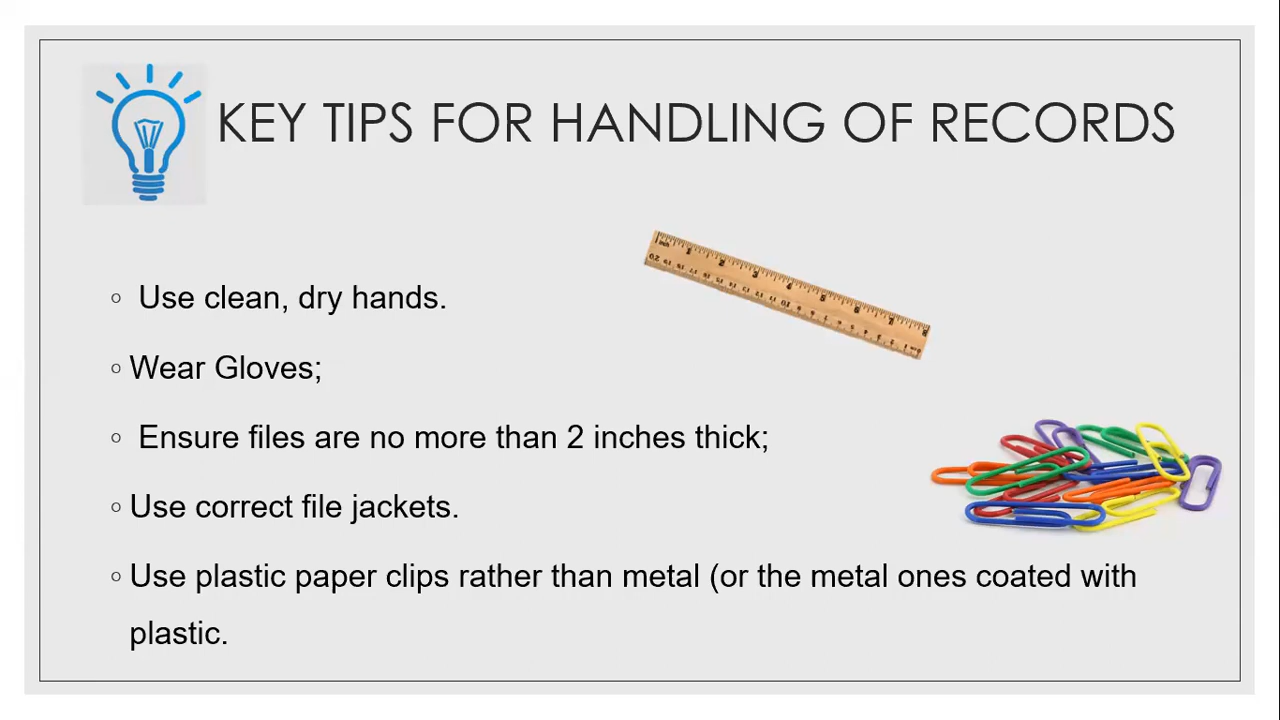 KEY TIPS FOR HANDLING OF RECORDS
◦ Use clean, dry hands.
◦ Wear Gloves;
◦ Ensure files are no more than 2 inches thick;
◦ Use correct file jackets.
◦ Use plastic paper clips rather than metal (or the metal ones coated with
plastic.